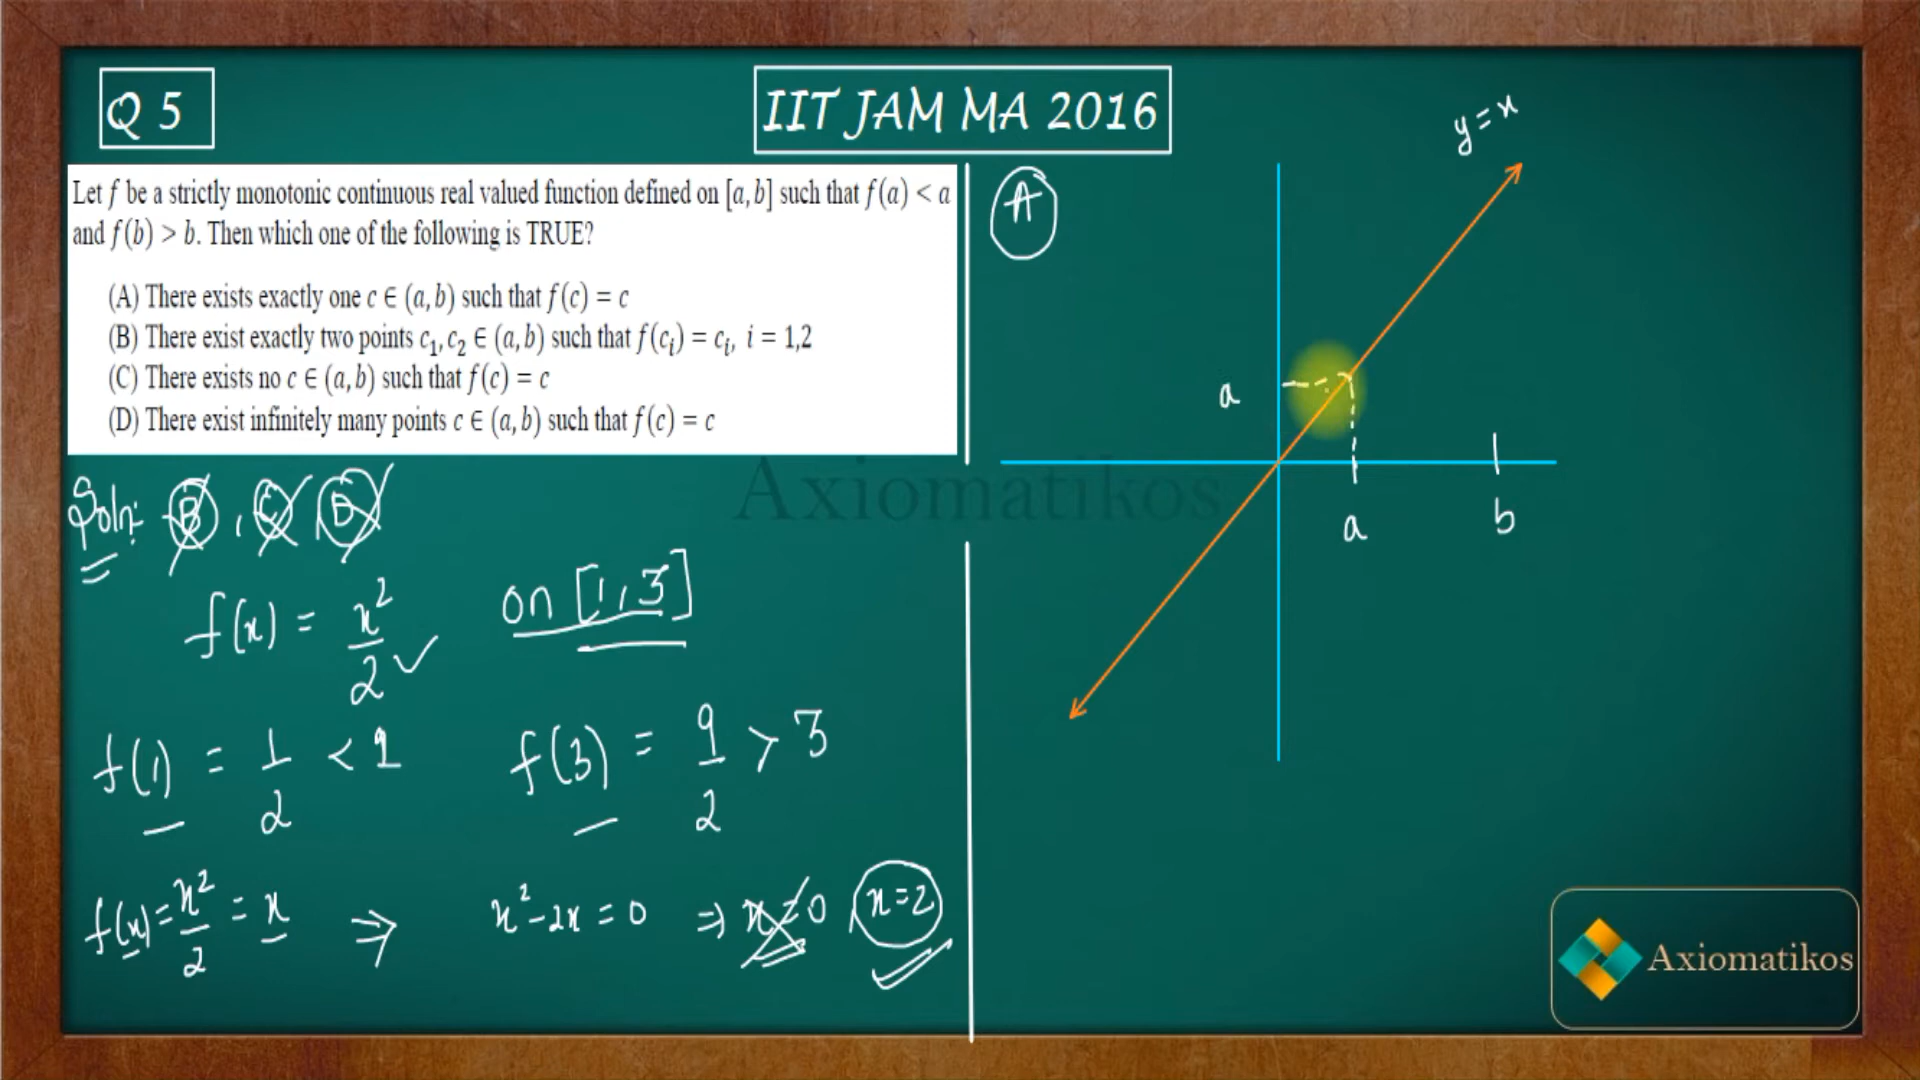 Q 5
IIT JAM MA 2016
Let f be a strictly monotonic continuous real valued function defined on [a, b] such that f(a) < a
and f(b) > b. Then which one of the following is TRUE?
(A) There exists exactly one c ∈ (a, b) such that f(c) = c
(B) There exist exactly two points c₁, c₂ ∈ (a, b) such that f(cᵢ) = cᵢ, i = 1,2
(C) There exists no c ∈ (a, b) such that f(c) = c
(D) There exist infinitely many points c ∈ (a, b) such that f(c) = c
Soln: B, C, D
f(x) = x²/2 on [1,3]
f(1) = 1/2 < 1 f(3) = 9/2 > 3
f(x) = x²/2 = x ⇒ x² - 2x = 0 ⇒ x = 0, x = 2
A
y = x
a
a
b
Axiomatikos
Axiomatikos